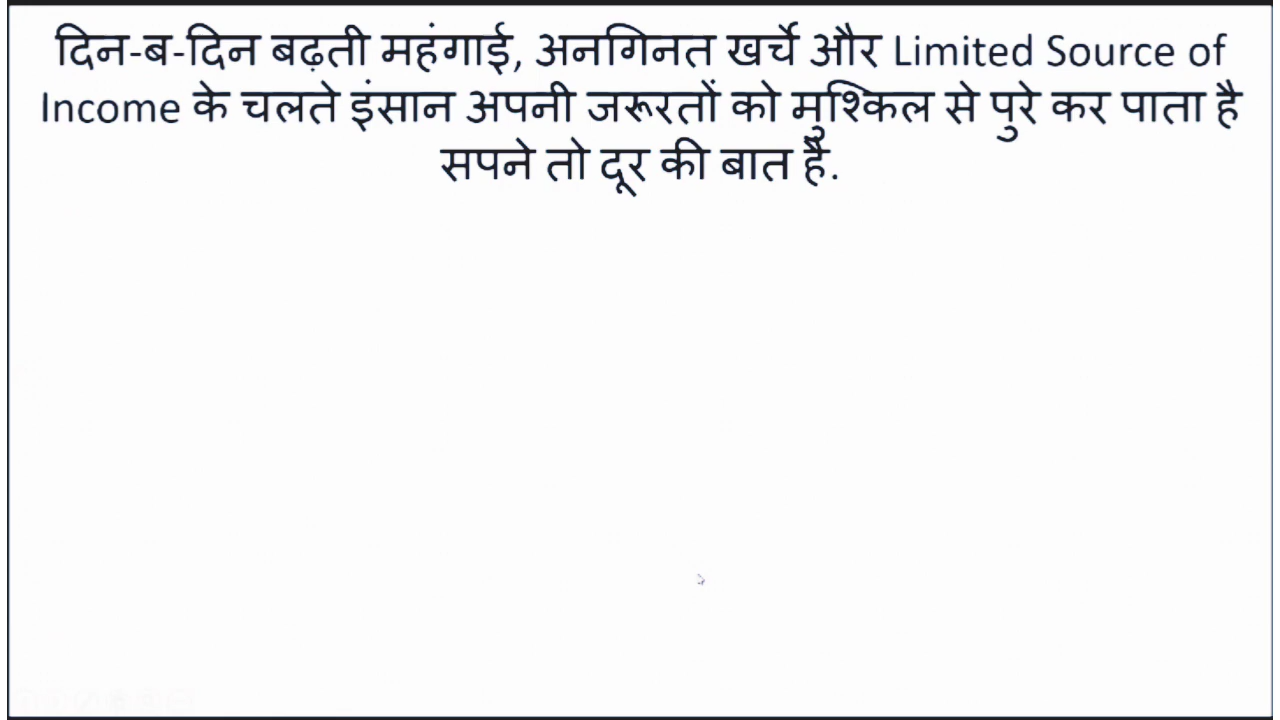 दिन-ब-दिन बढ़ती महंगाई, अनगिनत खर्चे और Limited Source of
Income के चलते इंसान अपनी जरूरतों को मुश्किल से पुरे कर पाता है
सपने तो दूर की बात है.